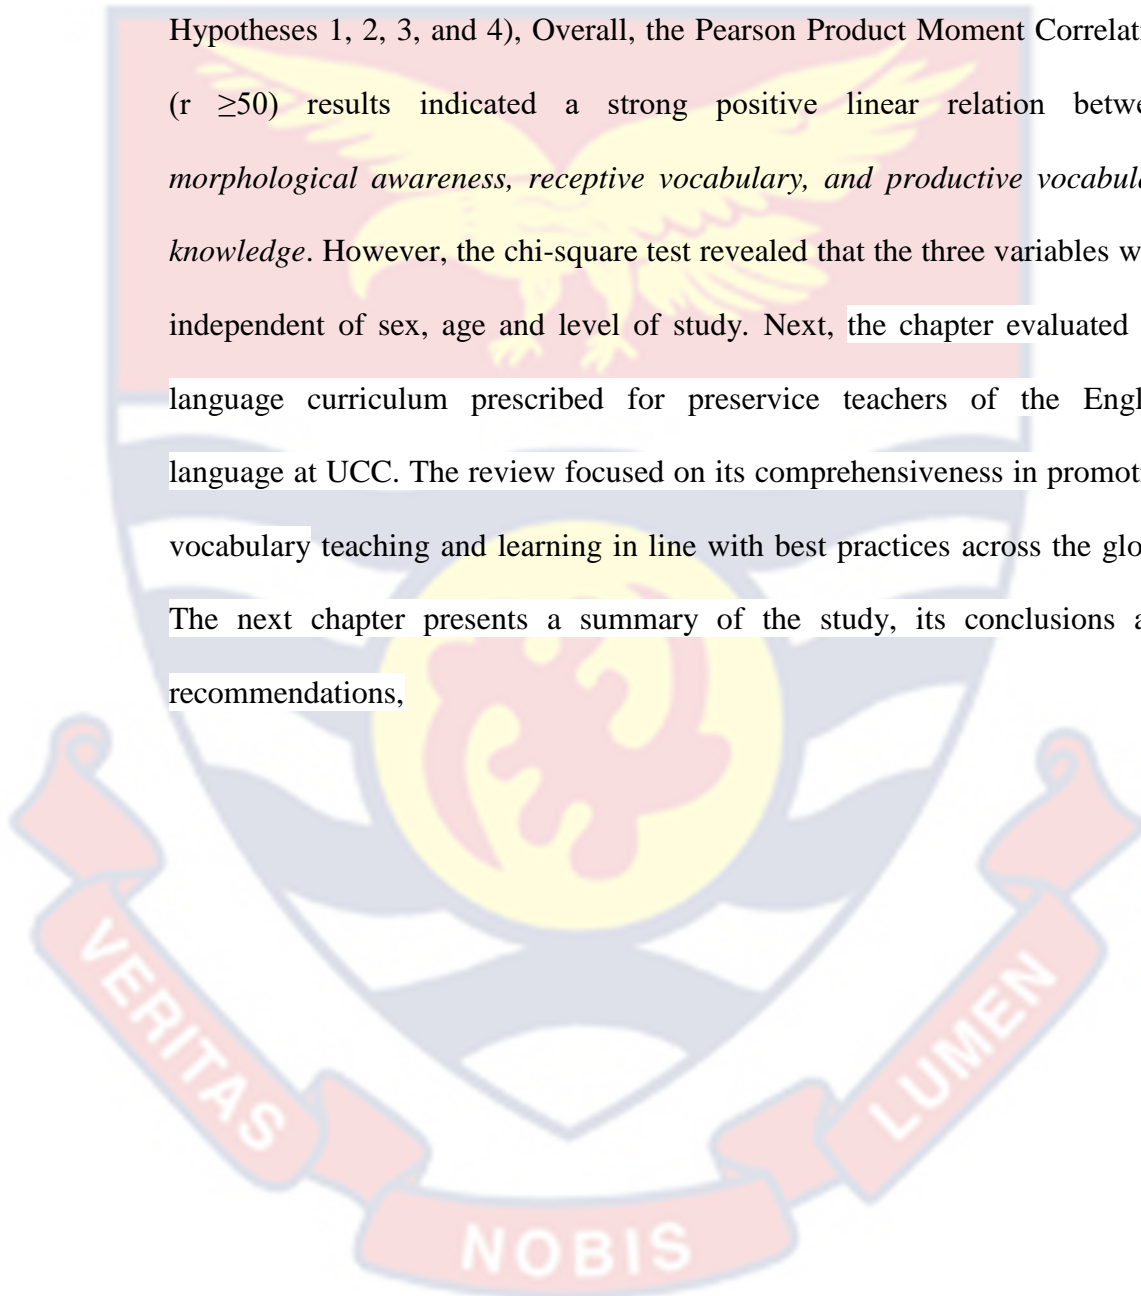 Hypotheses 1, 2, 3, and 4), Overall, the Pearson Product Moment Correlati
(r ≥50) results indicated a strong positive linear relation betwe
morphological awareness, receptive vocabulary, and productive vocabula
knowledge. However, the chi-square test revealed that the three variables w
independent of sex, age and level of study. Next, the chapter evaluated
language curriculum prescribed for preservice teachers of the Engl
language at UCC. The review focused on its comprehensiveness in promoti
vocabulary teaching and learning in line with best practices across the glo
The next chapter presents a summary of the study, its conclusions a
recommendations,
VERITAS
NOBIS
LUMEN